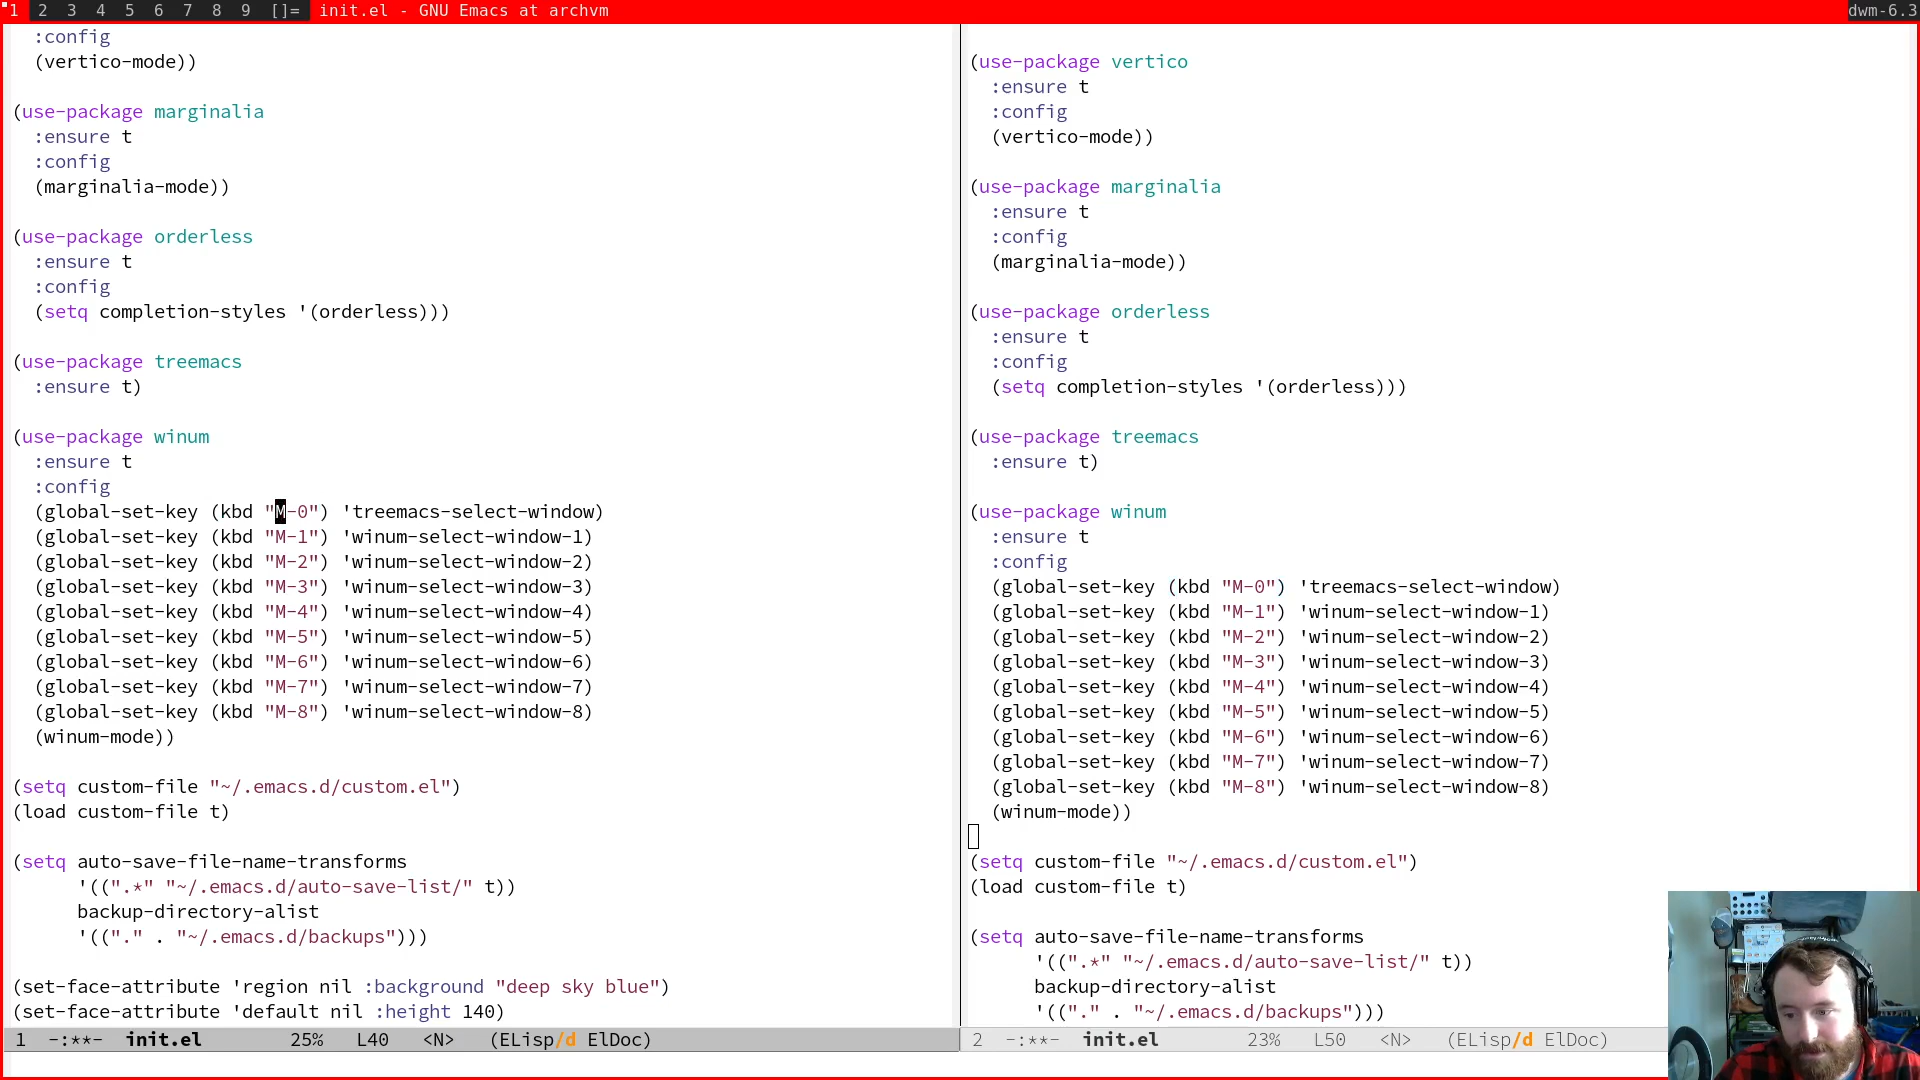 1 2 3 4 5 6 7 8 9 []= init.el - GNU Emacs at archvm dwm-6.3
  :config
  (vertico-mode))

(use-package marginalia
  :ensure t
  :config
  (marginalia-mode))

(use-package orderless
  :ensure t
  :config
  (setq completion-styles '(orderless)))

(use-package treemacs
  :ensure t)

(use-package winum
  :ensure t
  :config
  (global-set-key (kbd "M-0") 'treemacs-select-window)
  (global-set-key (kbd "M-1") 'winum-select-window-1)
  (global-set-key (kbd "M-2") 'winum-select-window-2)
  (global-set-key (kbd "M-3") 'winum-select-window-3)
  (global-set-key (kbd "M-4") 'winum-select-window-4)
  (global-set-key (kbd "M-5") 'winum-select-window-5)
  (global-set-key (kbd "M-6") 'winum-select-window-6)
  (global-set-key (kbd "M-7") 'winum-select-window-7)
  (global-set-key (kbd "M-8") 'winum-select-window-8)
  (winum-mode))

(setq custom-file "~/.emacs.d/custom.el")
(load custom-file t)

(setq auto-save-file-name-transforms
      '((".*" "~/.emacs.d/auto-save-list/" t))
      backup-directory-alist
      '(("." . "~/.emacs.d/backups")))

(set-face-attribute 'region nil :background "deep sky blue")
(set-face-attribute 'default nil :height 140)
1 -:**- init.el 25% L40 <N> (ELisp/d ElDoc)
(use-package vertico
  :ensure t
  :config
  (vertico-mode))

(use-package marginalia
  :ensure t
  :config
  (marginalia-mode))

(use-package orderless
  :ensure t
  :config
  (setq completion-styles '(orderless)))

(use-package treemacs
  :ensure t)

(use-package winum
  :ensure t
  :config
  (global-set-key (kbd "M-0") 'treemacs-select-window)
  (global-set-key (kbd "M-1") 'winum-select-window-1)
  (global-set-key (kbd "M-2") 'winum-select-window-2)
  (global-set-key (kbd "M-3") 'winum-select-window-3)
  (global-set-key (kbd "M-4") 'winum-select-window-4)
  (global-set-key (kbd "M-5") 'winum-select-window-5)
  (global-set-key (kbd "M-6") 'winum-select-window-6)
  (global-set-key (kbd "M-7") 'winum-select-window-7)
  (global-set-key (kbd "M-8") 'winum-select-window-8)
  (winum-mode))

(setq custom-file "~/.emacs.d/custom.el")
(load custom-file t)

(setq auto-save-file-name-transforms
      '((".*" "~/.emacs.d/auto-save-list/" t))
      backup-directory-alist
      '(("." . "~/.emacs.d/backups")))
2 -:**- init.el 23% L50 <N> (ELisp/d ElDoc)